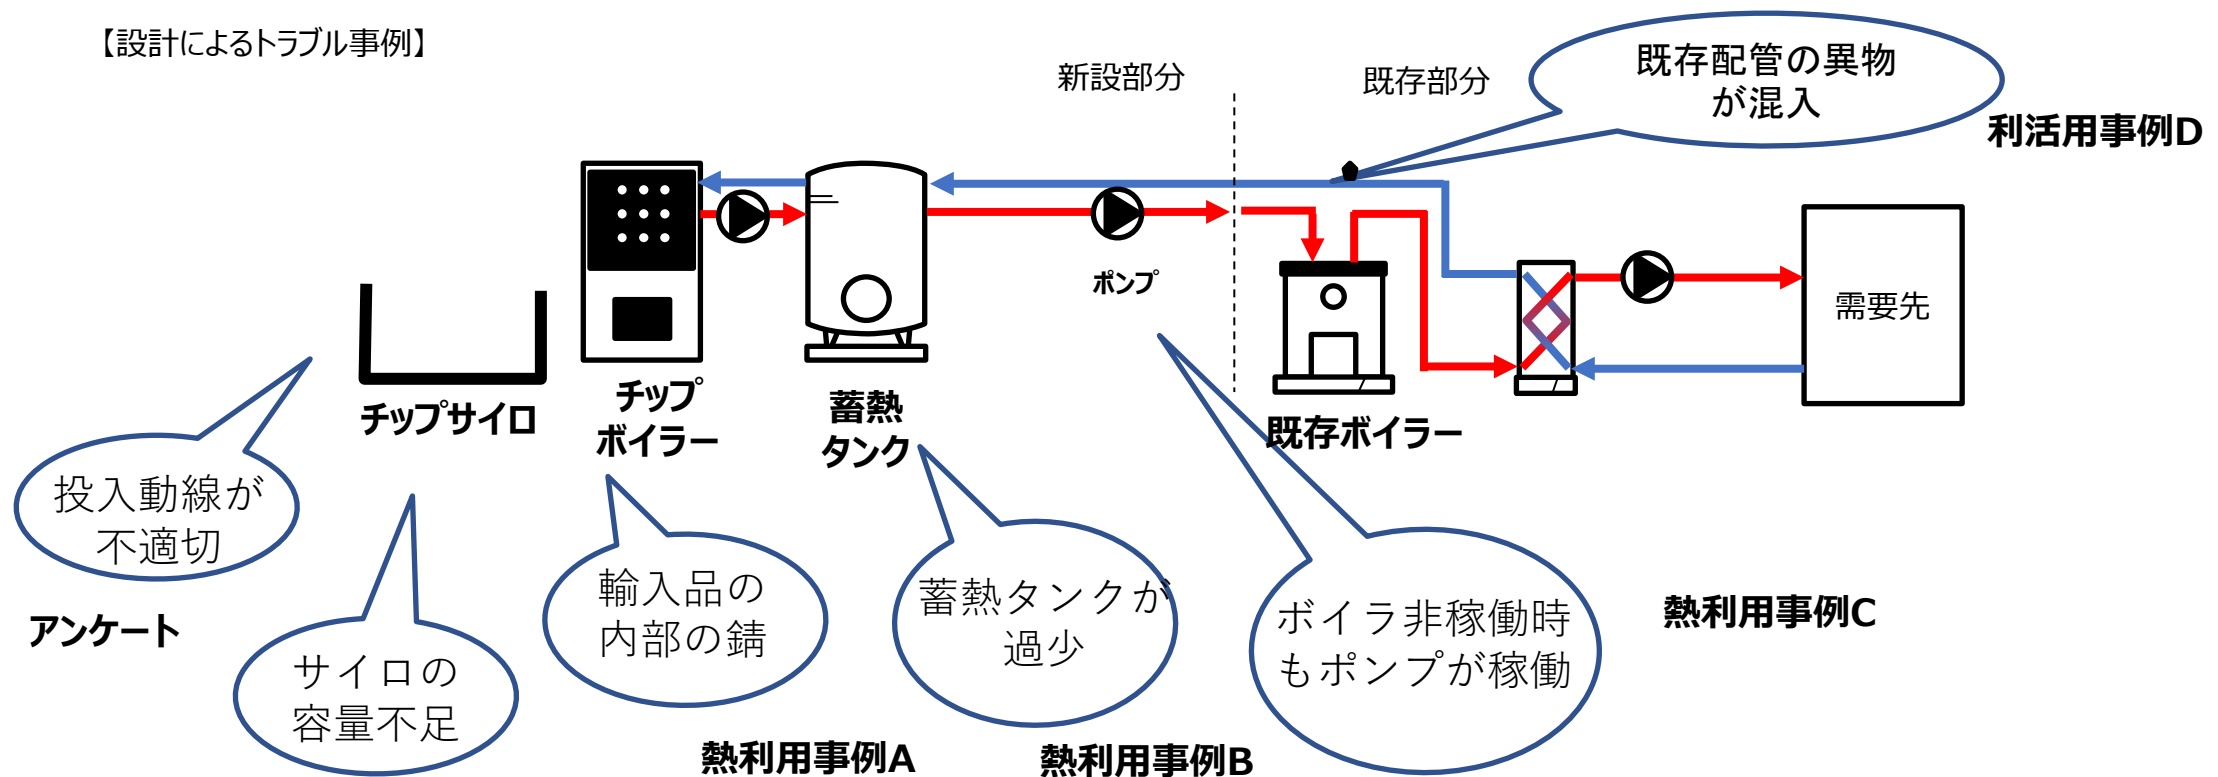 【設計によるトラブル事例】
新設部分
既存部分
既存配管の異物
が混入
利活用事例D
ポンプ
需要先
チップサイロ
チップ
ボイラー
蓄熱
タンク
既存ボイラー
投入動線が
不適切
アンケート
サイロの
容量不足
輸入品の
内部の錆
熱利用事例A
蓄熱タンクが
過少
熱利用事例B
ボイラ非稼働時
もポンプが稼働
熱利用事例C